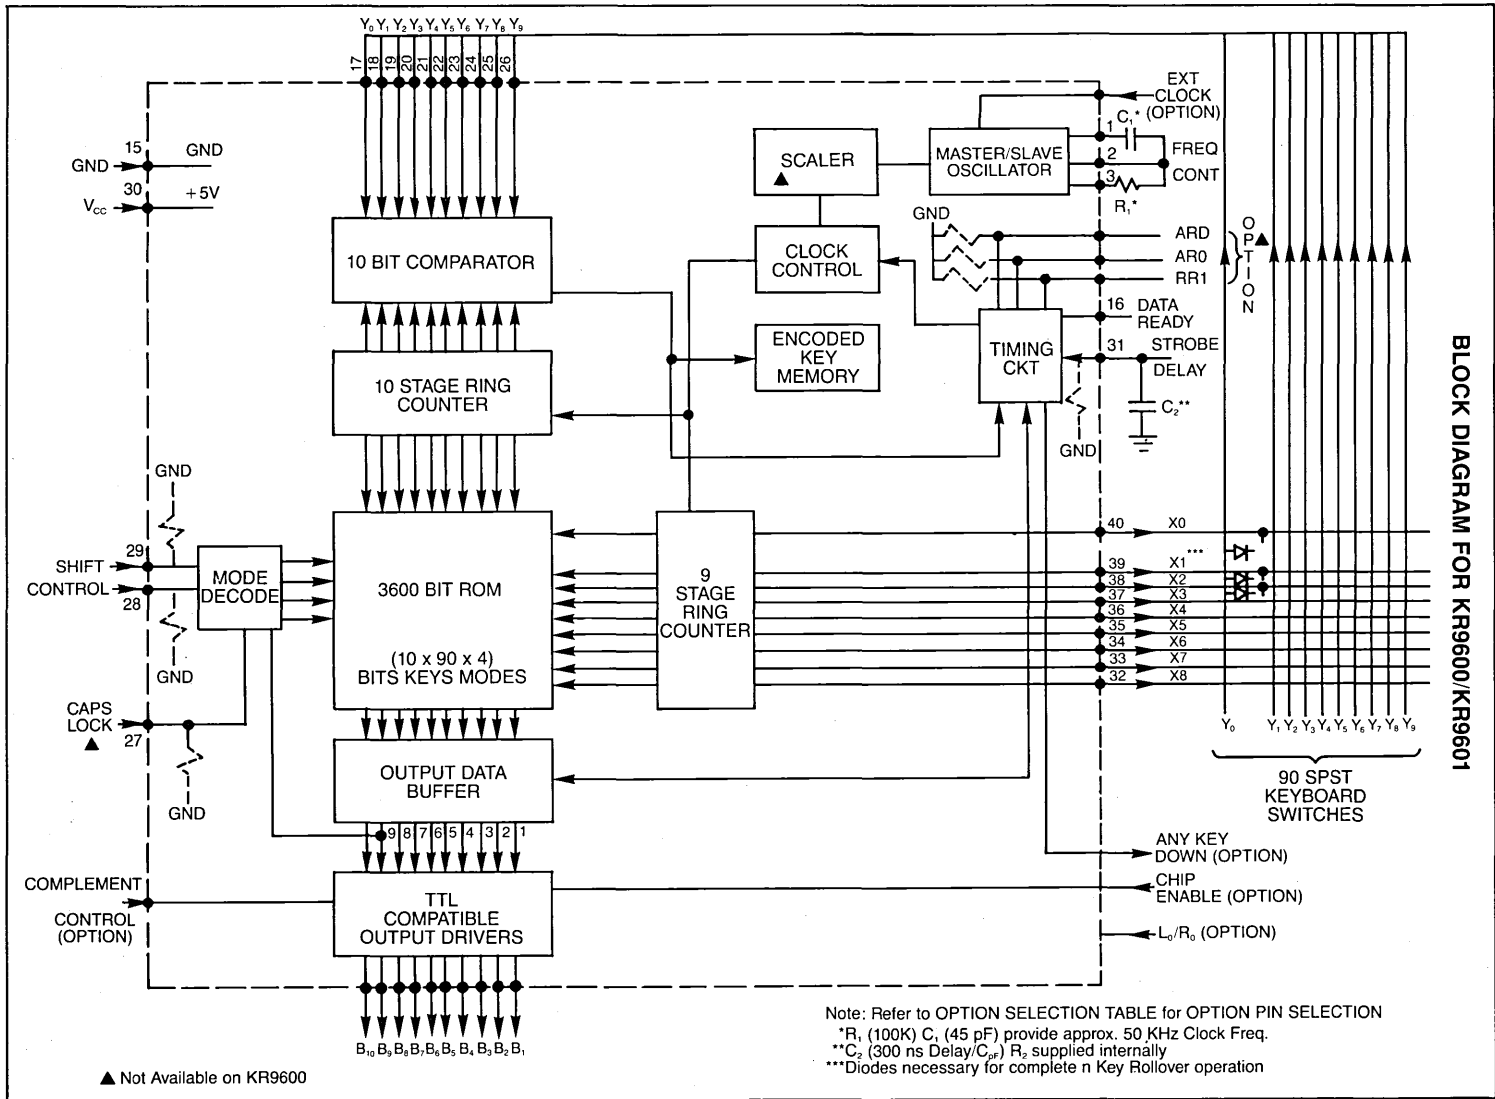 Y₀ Y₁ Y₂ Y₃ Y₄ Y₅ Y₆ Y₇ Y₈ Y₉
17 18 19 20 21 22 23 24 25 26
EXT
CLOCK
(OPTION)
15
GND
GND
30
Vcc
+5V
SCALER
▲
MASTER/SLAVE
OSCILLATOR
1
C₁*
2
3
R₁*
FREQ
CONT
10 BIT COMPARATOR
CLOCK
CONTROL
GND
ARD
AR0
RR1
OPTION
▲
ENCODED
KEY
MEMORY
TIMING
CKT
16
DATA
READY
31
STROBE
DELAY
C₂**
GND
10 STAGE RING
COUNTER
GND
29
SHIFT
CONTROL
28
MODE
DECODE
GND
3600 BIT ROM
(10 x 90 x 4)
BITS KEYS MODES
9
STAGE
RING
COUNTER
40 X0
39 X1
***
38 X2
37 X3
36 X4
35 X5
34 X6
33 X7
32 X8
Y₀ Y₁ Y₂ Y₃ Y₄ Y₅ Y₆ Y₇ Y₈ Y₉
90 SPST
KEYBOARD
SWITCHES
CAPS
LOCK
27
▲
GND
OUTPUT DATA
BUFFER
9 8 7 6 5 4 3 2 1
ANY KEY
DOWN (OPTION)
CHIP
ENABLE (OPTION)
L₀/R₀ (OPTION)
COMPLEMENT
CONTROL
(OPTION)
TTL
COMPATIBLE
OUTPUT DRIVERS
B₁₀ B₉ B₈ B₇ B₆ B₅ B₄ B₃ B₂ B₁
Note: Refer to OPTION SELECTION TABLE for OPTION PIN SELECTION
*R₁ (100K) C₁ (45 pF) provide approx. 50 KHz Clock Freq.
**C₂ (300 ns Delay/CpF) R₂ supplied internally
***Diodes necessary for complete n Key Rollover operation
▲ Not Available on KR9600
BLOCK DIAGRAM FOR KR9600/KR9601